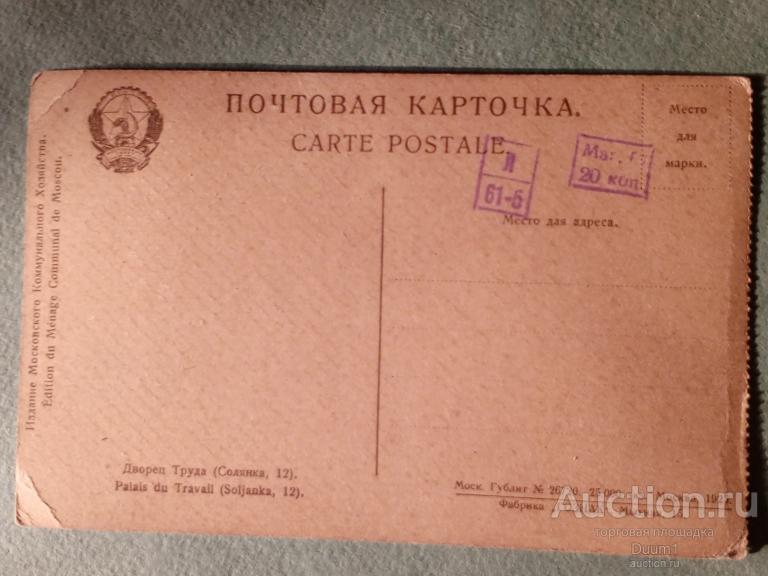 ПОЧТОВАЯ КАРТОЧКА.
CARTE POSTALE.
Место
для
марки.
Л
61-б
20 коп
Место для адреса.
Издание Московского Коммунального Хозяйства.
Edition du Ménage Communal de Moscou.
Дворец Труда (Солянка, 12).
Palais du Travail (Soljanka, 12).
Моск. Гублит №
Фабрика
Auction.ru
торговая площадка
Duum1
auction.ru